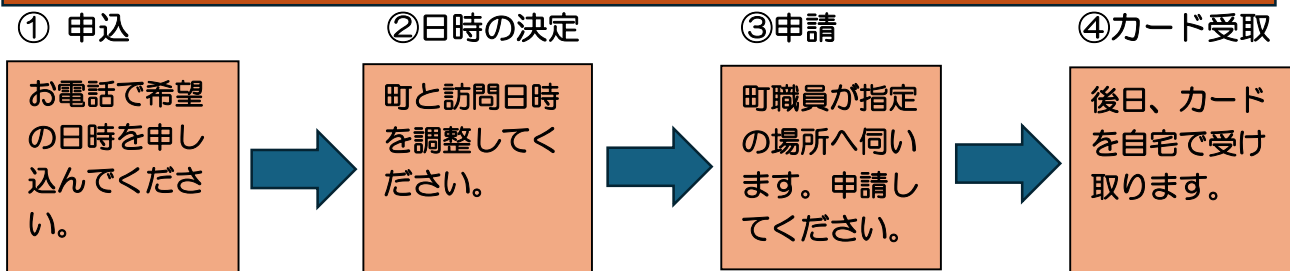 ① 申込
お電話で希望
の日時を申し
込んでくださ
い。
②日時の決定
町と訪問日時
を調整してく
ださい。
③申請
町職員が指定
の場所へ伺い
ます。申請し
てください。
④カード受取
後日、カード
を自宅で受け
取ります。